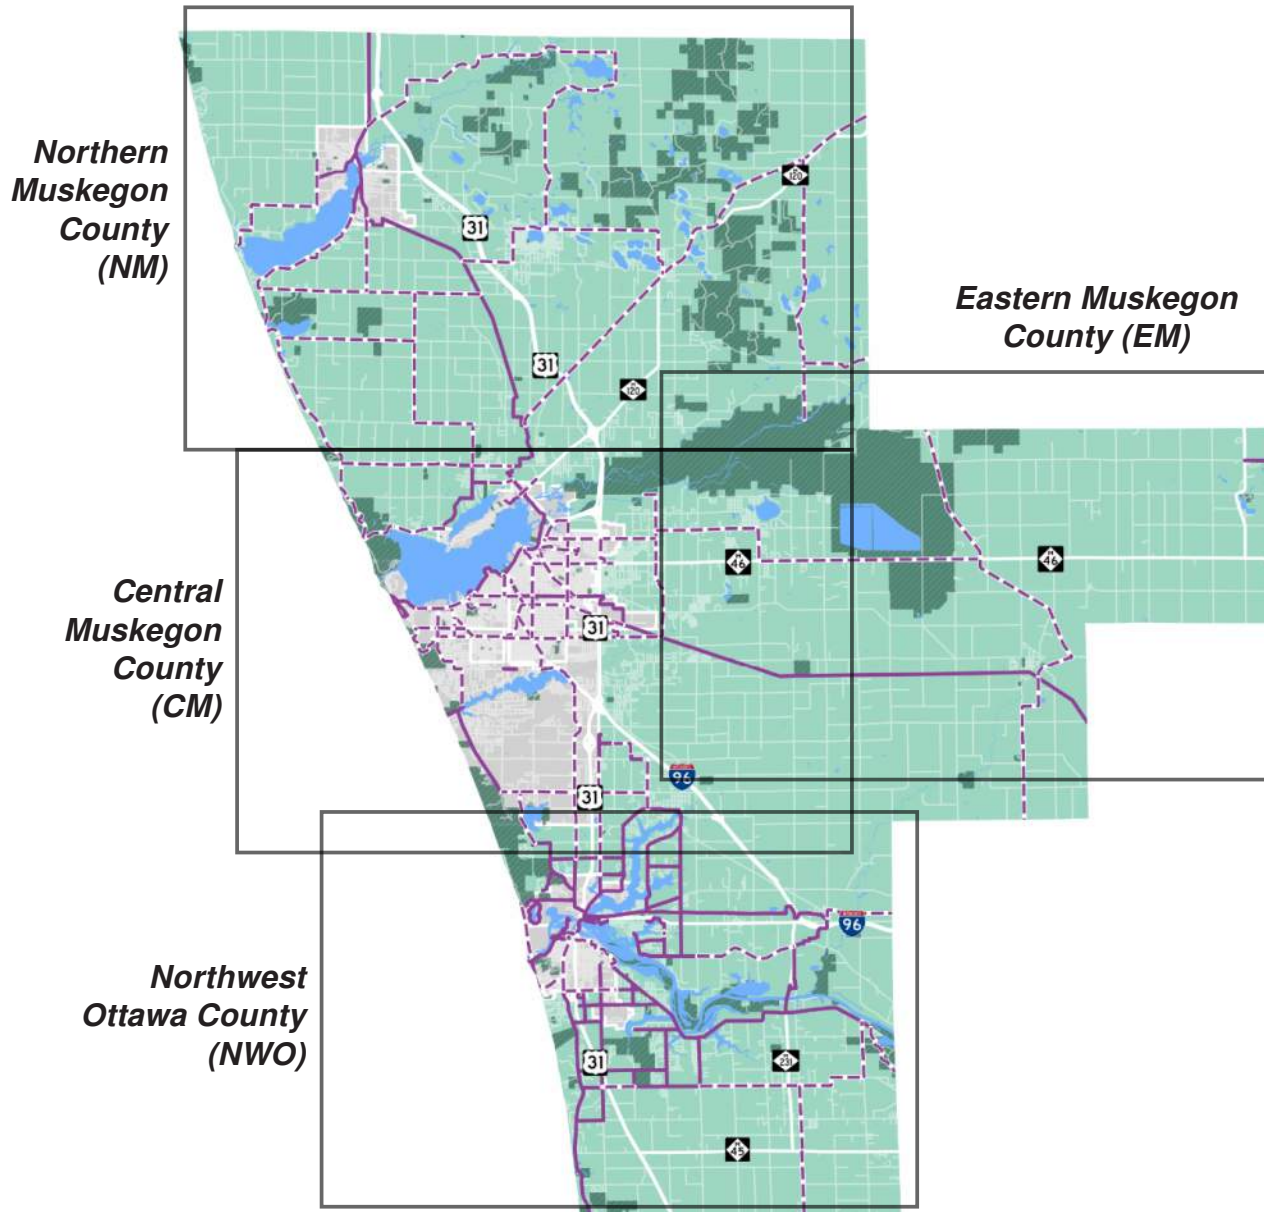 Northern
Muskegon
County
(NM)
Eastern Muskegon
County (EM)
Central
Muskegon
County
(CM)
Northwest
Ottawa County
(NWO)
M
120
31
31
M
120
M
46
M
46
31
96
31
96
31
M
231
M
45